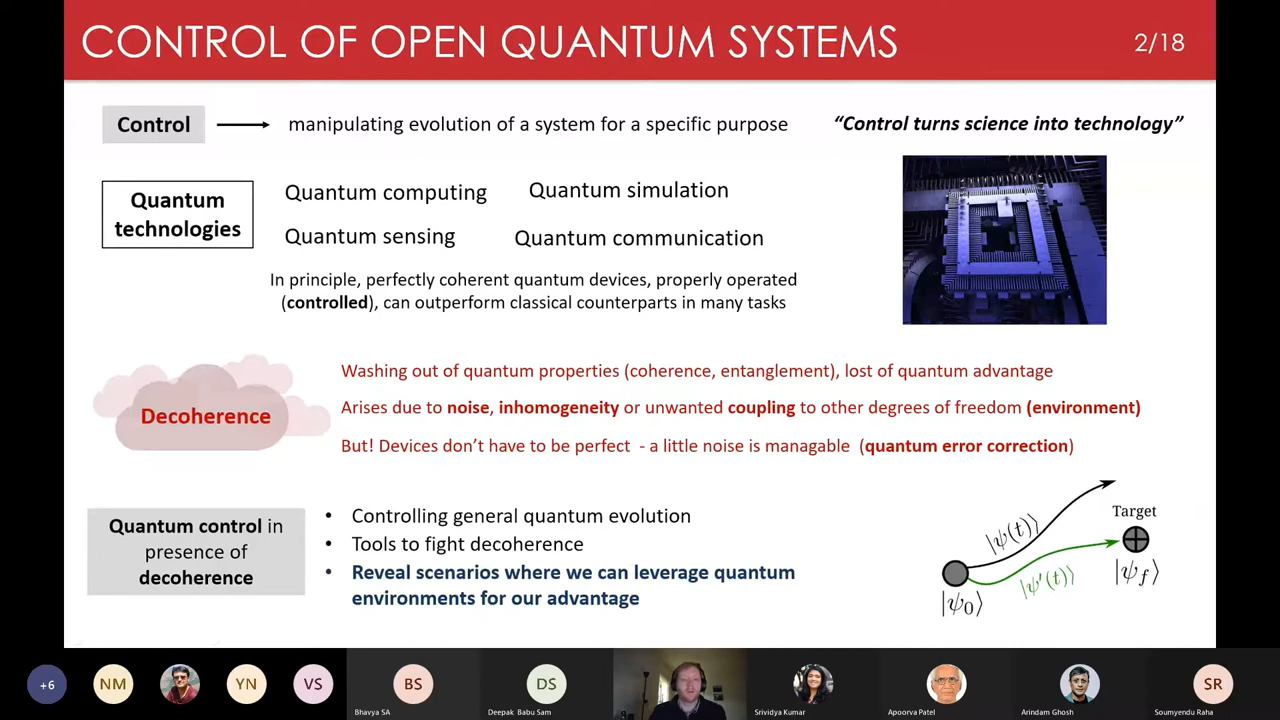 CONTROL OF OPEN QUANTUM SYSTEMS
2/18
Control
manipulating evolution of a system for a specific purpose
“Control turns science into technology”
Quantum
technologies
Quantum computing
Quantum simulation
Quantum sensing
Quantum communication
In principle, perfectly coherent quantum devices, properly operated
(controlled), can outperform classical counterparts in many tasks
Decoherence
Washing out of quantum properties (coherence, entanglement), lost of quantum advantage
Arises due to noise, inhomogeneity or unwanted coupling to other degrees of freedom (environment)
But! Devices don’t have to be perfect - a little noise is managable (quantum error correction)
Quantum control in
presence of
decoherence
• Controlling general quantum evolution
• Tools to fight decoherence
• Reveal scenarios where we can leverage quantum
environments for our advantage
|ψ(t)⟩
Target
|ψ'(t)⟩
|ψf⟩
|ψ0⟩
+6
NM
YN
VS
BS
DS
SR
Bhavya SA
Deepak Babu Sam
Srividya Kumar
Apoorva Patel
Arindam Ghosh
Soumyendu Raha